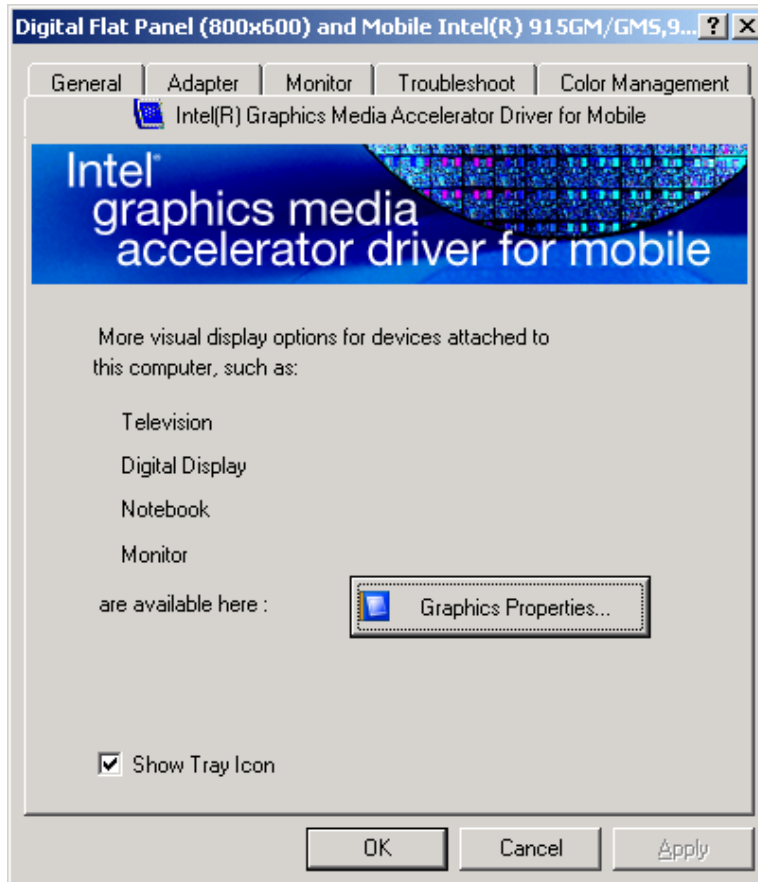 Digital Flat Panel (800x600) and Mobile Intel(R) 915GM/GMS,9...
General Adapter Monitor Troubleshoot Color Management
Intel(R) Graphics Media Accelerator Driver for Mobile
Intel®
graphics media
accelerator driver for mobile
More visual display options for devices attached to
this computer, such as:
Television
Digital Display
Notebook
Monitor
are available here :
Graphics Properties...
Show Tray Icon
OK Cancel Apply